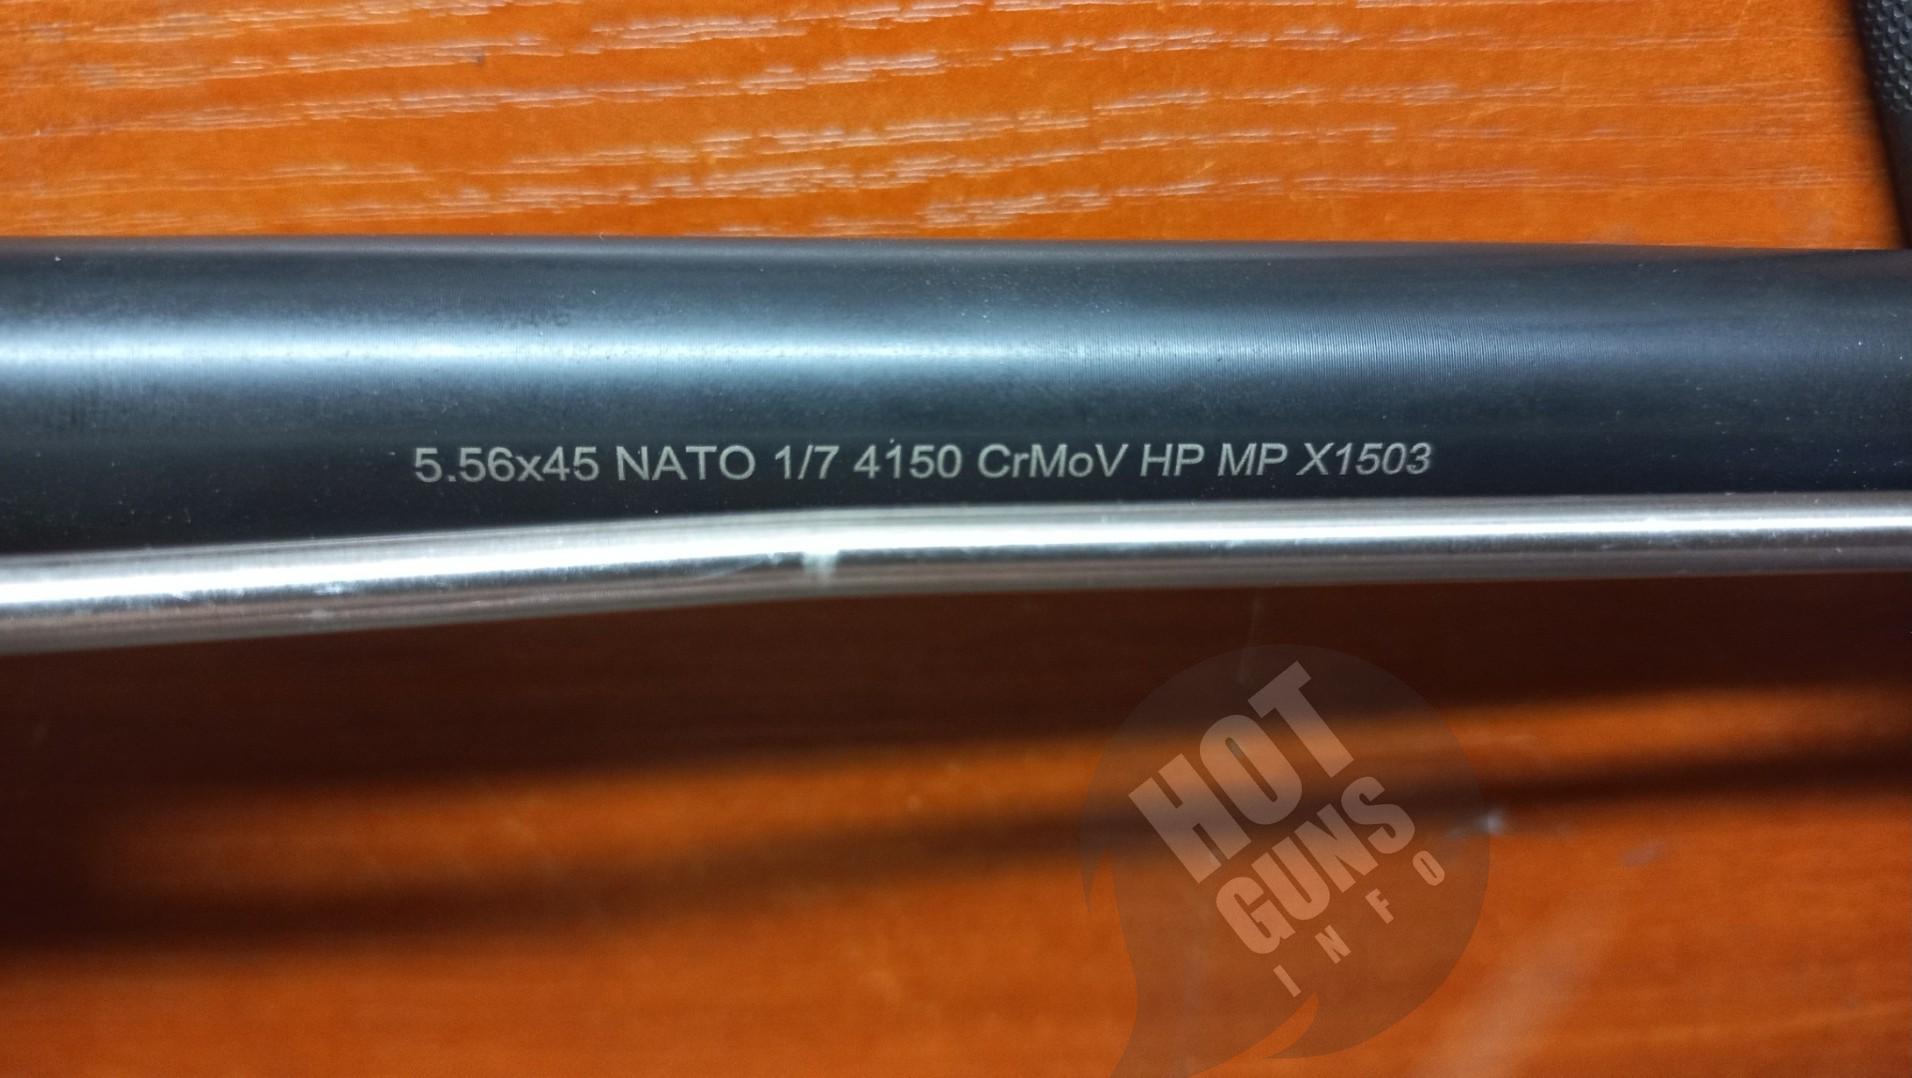 5.56x45 NATO 1/7 4150 CrMoV HP MP X1503
HOT
GUNS
INFO